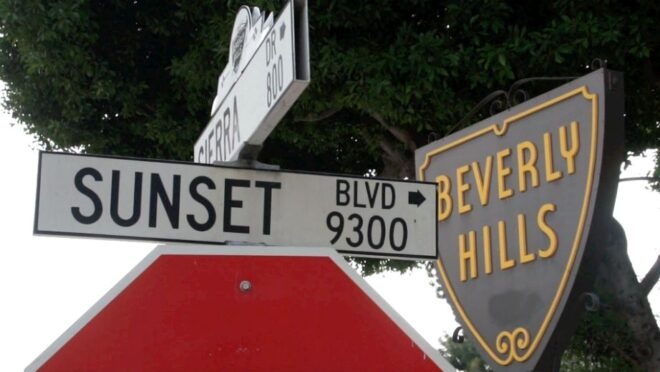 SIERRA DR
800
SUNSET BLVD →
9300
BEVERLY
HILLS